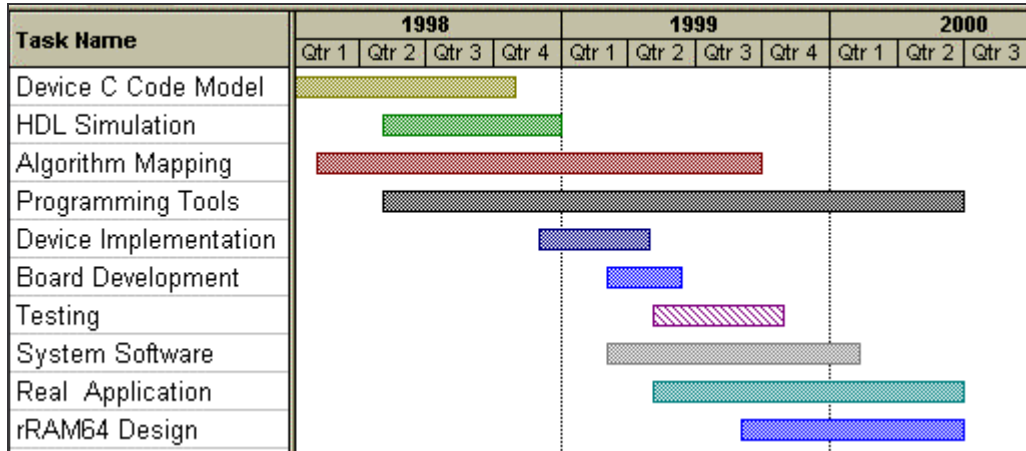 Task Name
1998 1999 2000
Qtr 1 Qtr 2 Qtr 3 Qtr 4 Qtr 1 Qtr 2 Qtr 3 Qtr 4 Qtr 1 Qtr 2 Qtr 3
Device C Code Model
HDL Simulation
Algorithm Mapping
Programming Tools
Device Implementation
Board Development
Testing
System Software
Real Application
rRAM64 Design